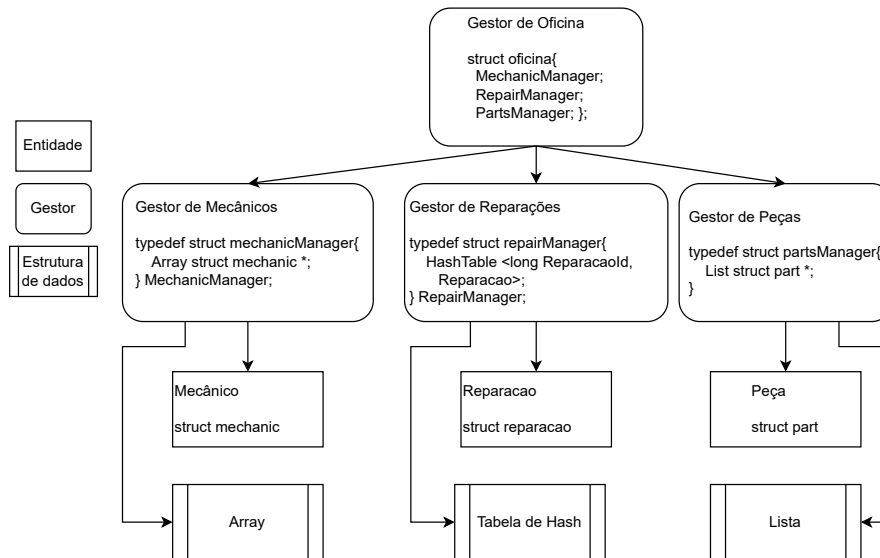 Gestor de Oficina
struct oficina{
MechanicManager;
RepairManager;
PartsManager; };
Entidade
Gestor
Estrutura
de dados
Gestor de Mecânicos
typedef struct mechanicManager{
Array struct mechanic *;
} MechanicManager;
Gestor de Reparações
typedef struct repairManager{
HashTable <long ReparacaoId,
Reparacao>;
} RepairManager;
Gestor de Peças
typedef struct partsManager{
List struct part *;
}
Mecânico
struct mechanic
Reparacao
struct reparacao
Peça
struct part
Array
Tabela de Hash
Lista